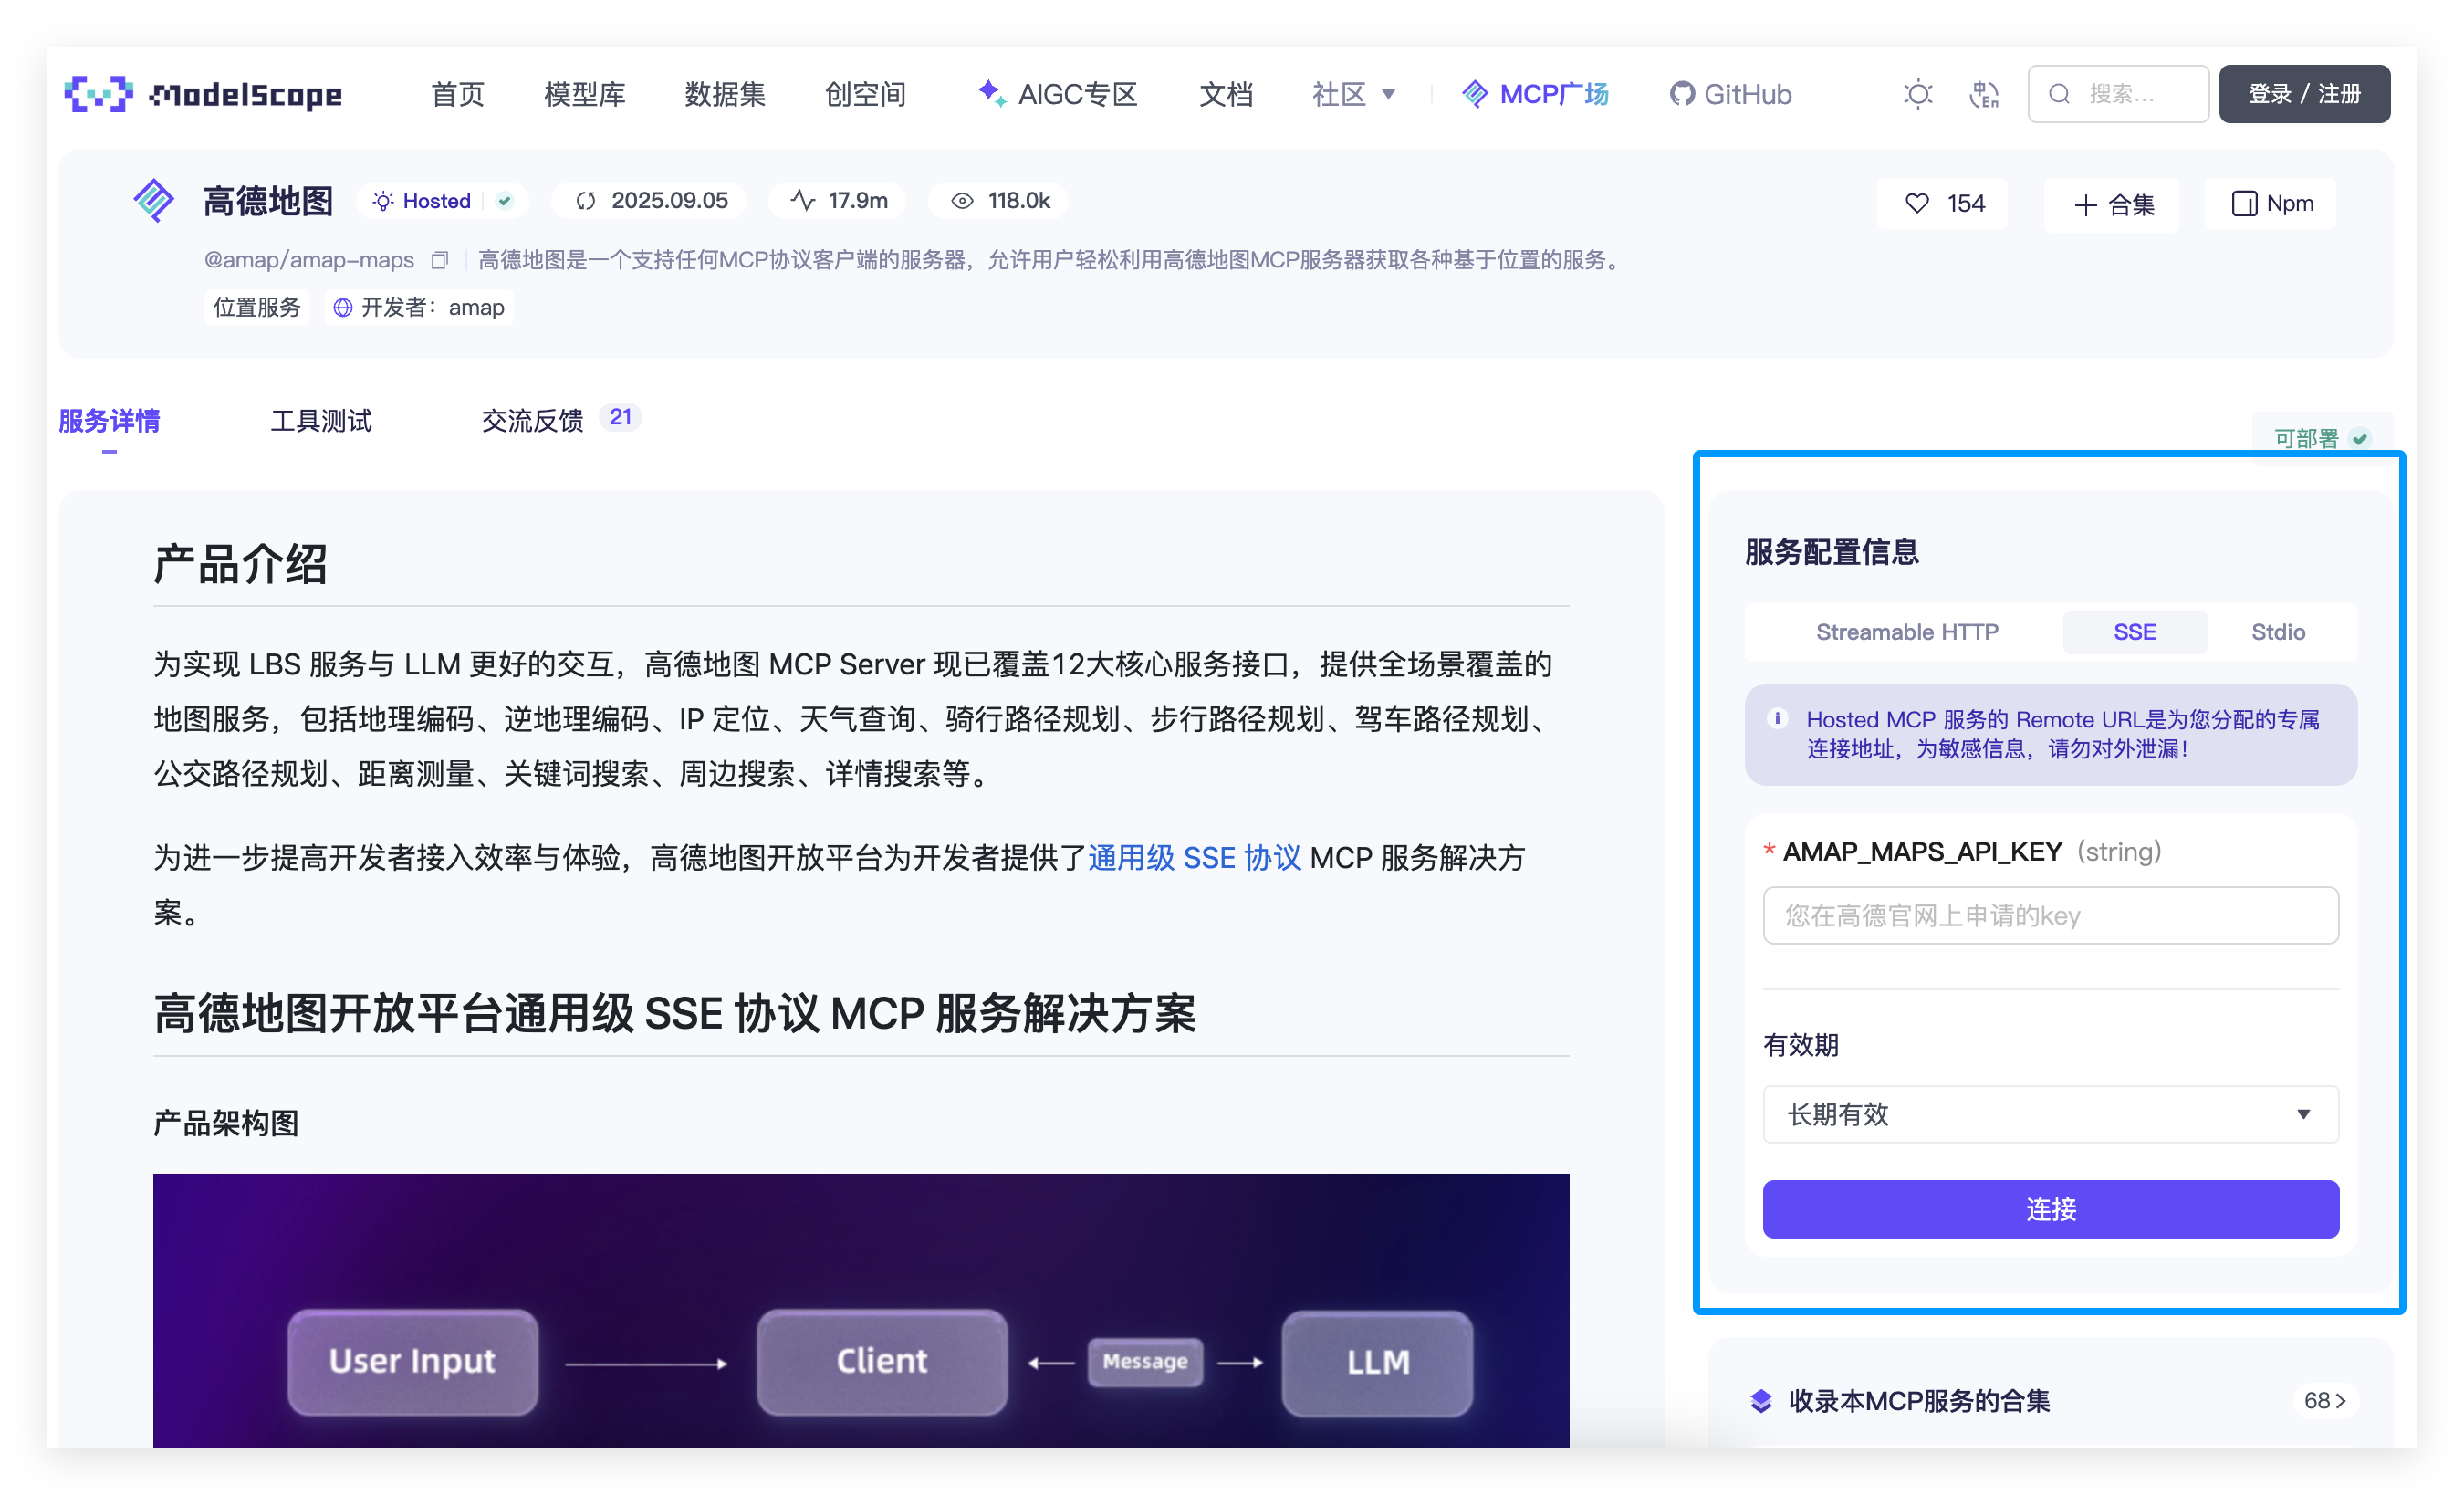 ModelScope 首页 模型库 数据集 创空间 AIGC专区 文档 社区 MCP广场 GitHub 中 En 搜索... 登录 / 注册
高德地图 Hosted 2025.09.05 17.9m 118.0k 154 合集 Npm
@amap/amap-maps 高德地图是一个支持任何MCP协议客户端的服务器，允许用户轻松利用高德地图MCP服务器获取各种基于位置的服务。
位置服务 开发者：amap
服务详情 工具测试 交流反馈 21
可部署
产品介绍
为实现 LBS 服务与 LLM 更好的交互，高德地图 MCP Server 现已覆盖12大核心服务接口，提供全场景覆盖的
地图服务，包括地理编码、逆地理编码、IP 定位、天气查询、骑行路径规划、步行路径规划、驾车路径规划、
公交路径规划、距离测量、关键词搜索、周边搜索、详情搜索等。
为进一步提高开发者接入效率与体验，高德地图开放平台为开发者提供了通用级 SSE 协议 MCP 服务解决方
案。
高德地图开放平台通用级 SSE 协议 MCP 服务解决方案
产品架构图
User Input Client Message LLM
服务配置信息
Streamable HTTP SSE Stdio
Hosted MCP 服务的 Remote URL是为您分配的专属
连接地址，为敏感信息，请勿对外泄漏！
* AMAP_MAPS_API_KEY (string)
您在高德官网上申请的key
有效期
长期有效
连接
收录本MCP服务的合集 68 >